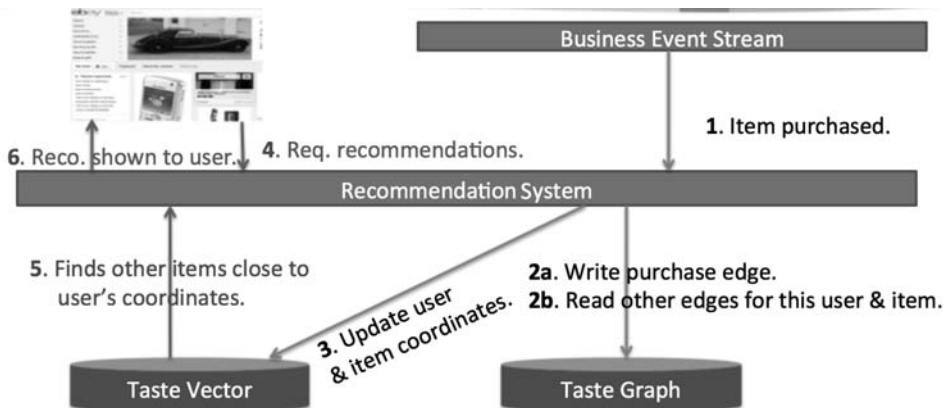 ebay
Business Event Stream
1. Item purchased.
6. Reco. shown to user.
4. Req. recommendations.
Recommendation System
5. Finds other items close to
user's coordinates.
3. Update user
& item coordinates.
2a. Write purchase edge.
2b. Read other edges for this user & item.
Taste Vector
Taste Graph